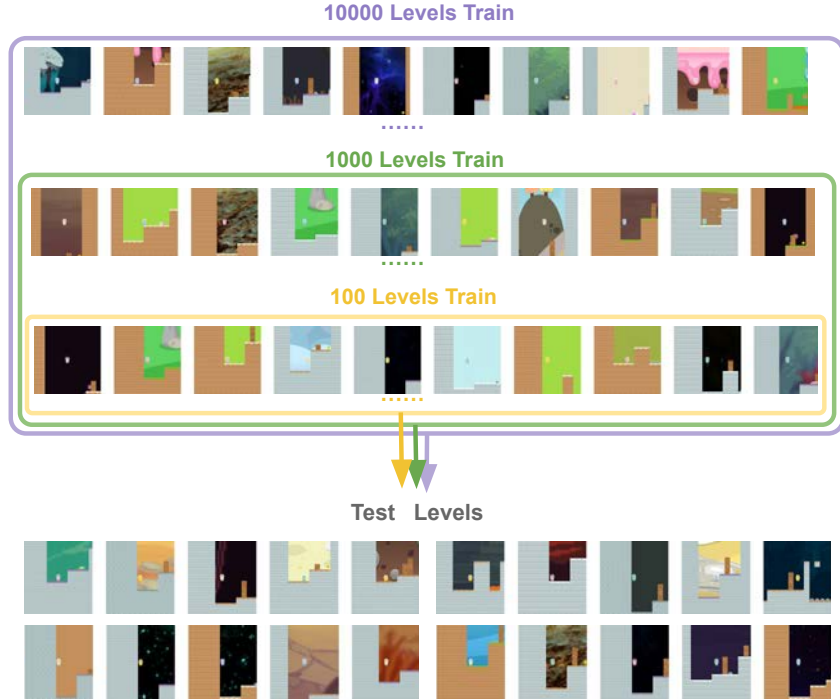 10000 Levels Train
......
1000 Levels Train
......
100 Levels Train
......
Test Levels